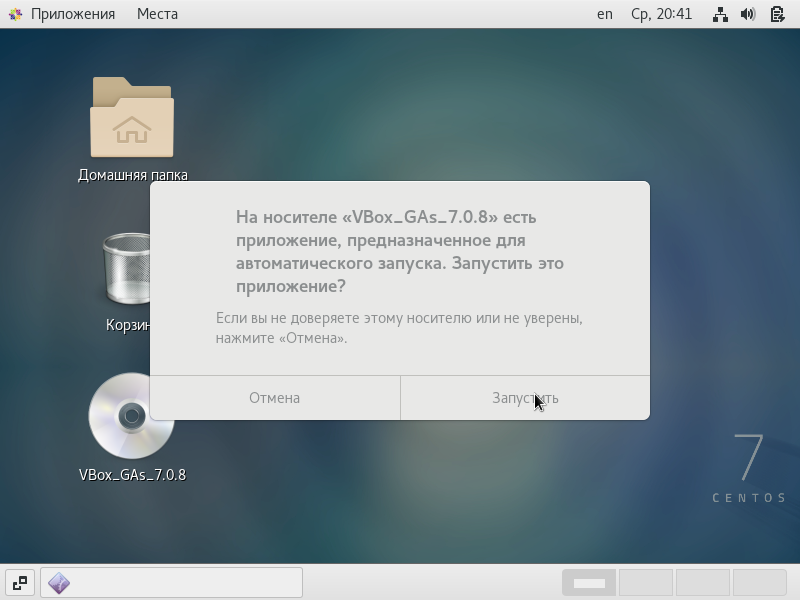 Приложения Места en Ср, 20:41
Домашняя папка
На носителе «VBox_GAs_7.0.8» есть
приложение, предназначенное для
автоматического запуска. Запустить это
приложение?
Если вы не доверяете этому носителю или не уверены,
нажмите «Отмена».
Отмена Запустить
Корзин
VBox_GAs_7.0.8
7
CENTOS